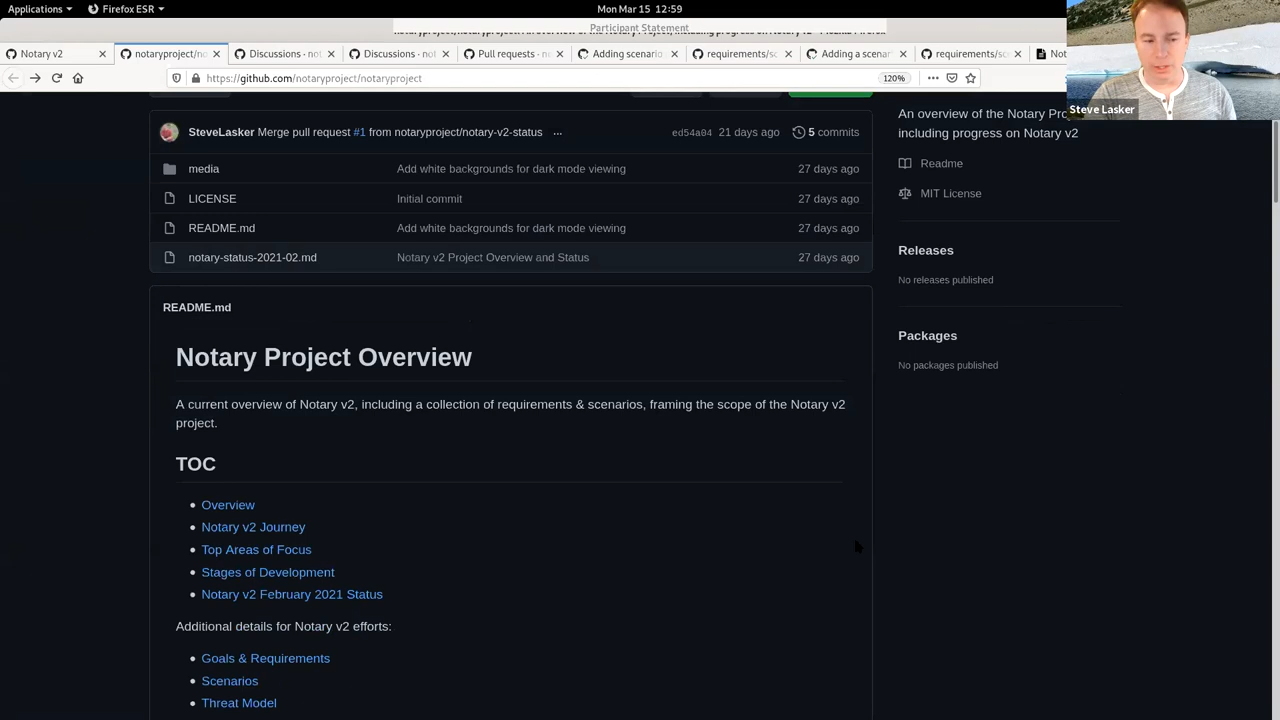 Applications
Firefox ESR
Mon Mar 15 12:59
Participant Statement
Notary v2
notaryproject/no
Discussions · not
Discussions · not
Pull requests · no
Adding scenario
requirements/sc
Adding a scenar
requirements/sc
Not
https://github.com/notaryproject/notaryproject
120%
Steve Lasker
SteveLasker Merge pull request #1 from notaryproject/notary-v2-status ...
ed54a04 21 days ago
5 commits
media
Add white backgrounds for dark mode viewing
27 days ago
LICENSE
Initial commit
27 days ago
README.md
Add white backgrounds for dark mode viewing
27 days ago
notary-status-2021-02.md
Notary v2 Project Overview and Status
27 days ago
README.md
Notary Project Overview
A current overview of Notary v2, including a collection of requirements & scenarios, framing the scope of the Notary v2
project.
TOC
Overview
Notary v2 Journey
Top Areas of Focus
Stages of Development
Notary v2 February 2021 Status
Additional details for Notary v2 efforts:
Goals & Requirements
Scenarios
Threat Model
An overview of the Notary Pro
including progress on Notary v2
Readme
MIT License
Releases
No releases published
Packages
No packages published